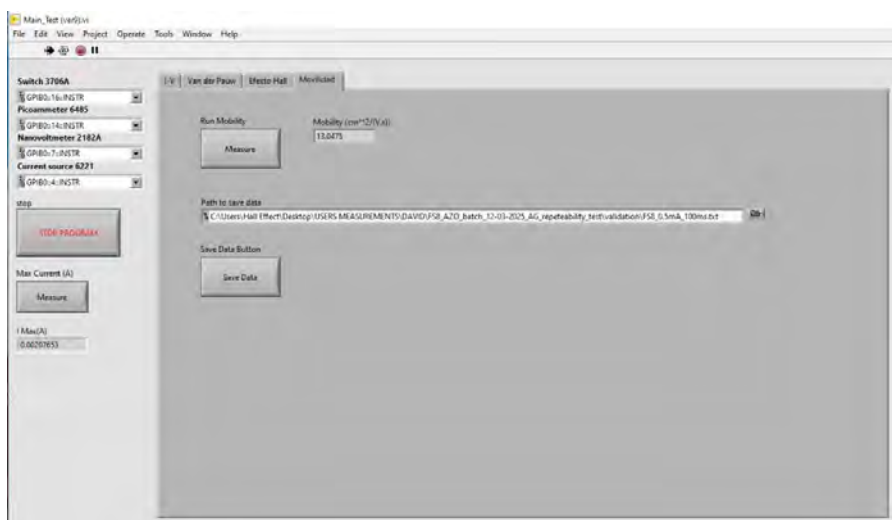 Main_Test (ver9).vi
File Edit View Project Operate Tools Window Help
Switch 3706A
GPIB0::16::INSTR
Picoammeter 6485
GPIB0::14::INSTR
Nanovoltmeter 2182A
GPIB0::7::INSTR
Current source 6221
GPIB0::4::INSTR
stop
STOP PROGRAM
Max Current (A)
Measure
I Max(A)
0.00207653
I-V Van der Pauw Efecto Hall Movilidad
Run Mobility
Measure
Mobility (cm^2/(V.s))
13,0475
Path to save data
C:\Users\Hall Effect\Desktop\USERS MEASUREMENTS\DAVID\FS8_AZO_batch_12-03-2025_AG_repeteability_test\validation\FS8_0.5mA_100ms.txt
Save Data Button
Save Data